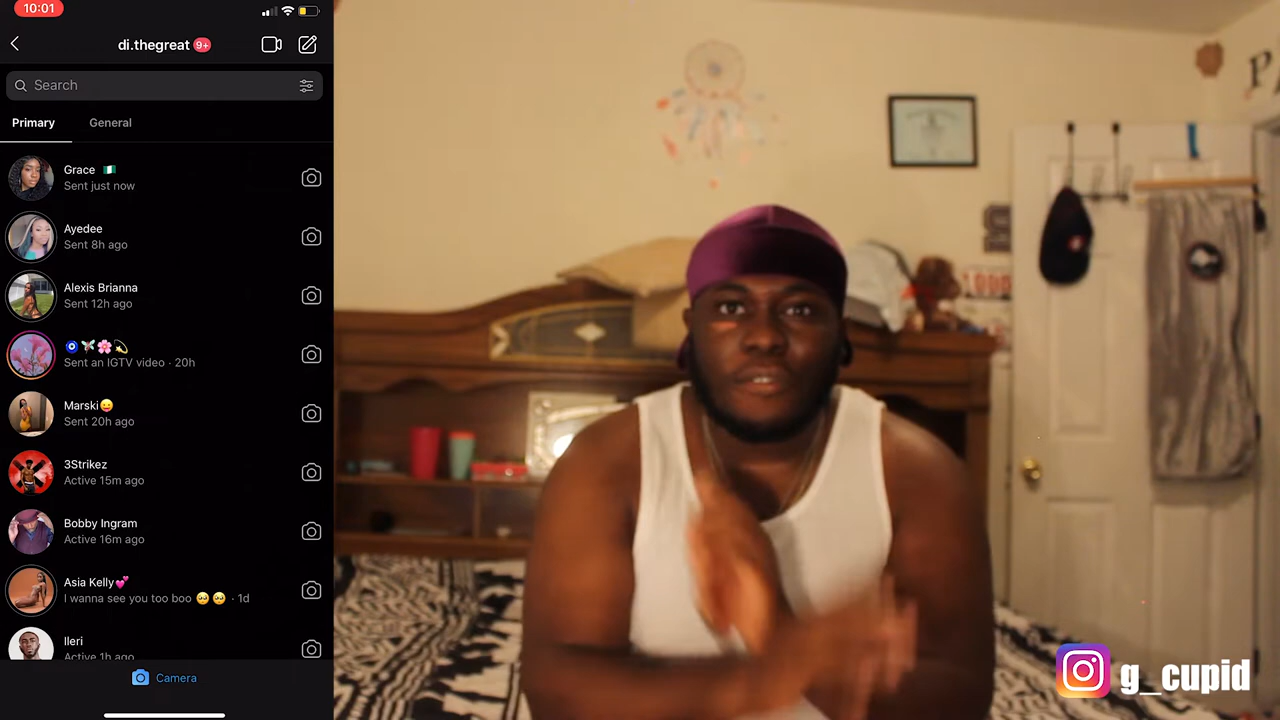 10:01
di.thegreat 9+
Search
Primary General
Grace
Sent just now
Ayedee
Sent 8h ago
Alexis Brianna
Sent 12h ago
Sent an IGTV video · 20h
Marski😝
Sent 20h ago
3Strikez
Active 15m ago
Bobby Ingram
Active 16m ago
Asia Kelly💞
I wanna see you too boo 🥺🥺 · 1d
Ileri
Active 1h ago
Camera
g_cupid